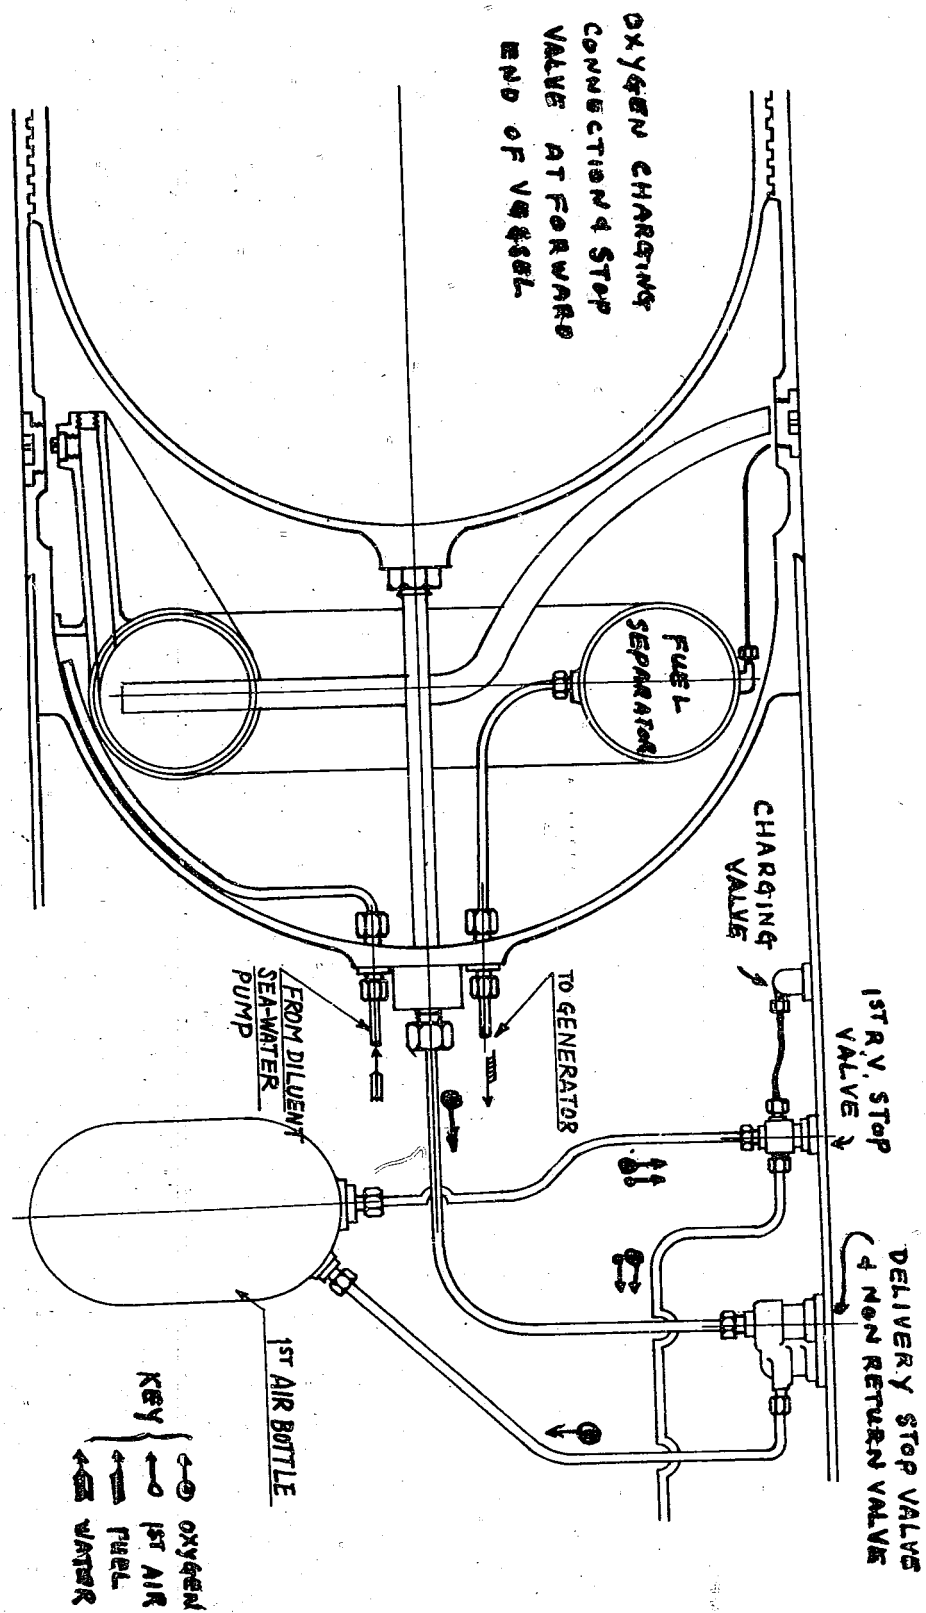 OXYGEN CHARGING
CONNECTION & STOP
VALVE AT FORWARD
END OF VESSEL
FUEL
SEPARATOR
CHARGING
VALVE
1ST R.V. STOP
VALVE
DELIVERY STOP VALVE
& NON RETURN VALVE
TO GENERATOR
FROM DILUENT
SEA-WATER
PUMP
1ST AIR BOTTLE
KEY
OXYGEN
1ST AIR
FUEL
WATER